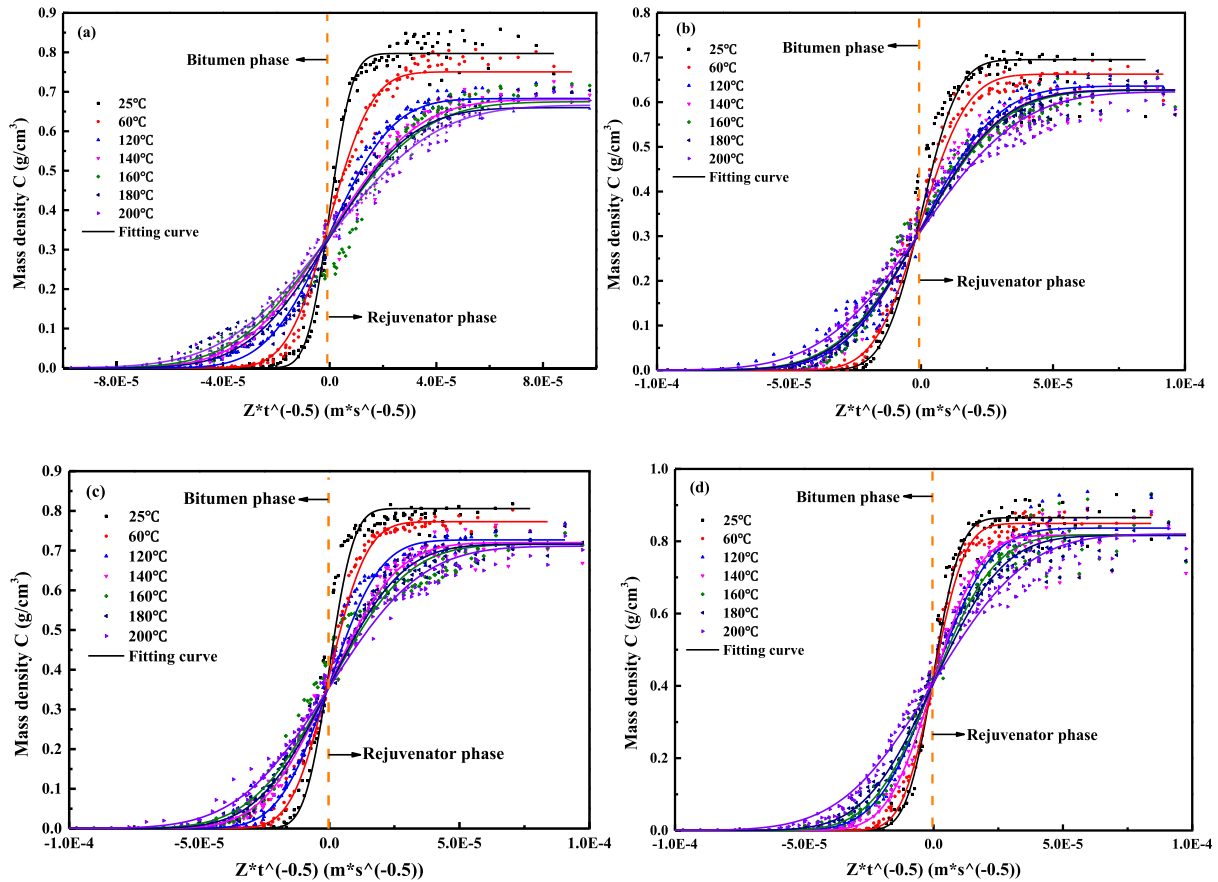 (a)
Bitumen phase
25℃
60℃
120℃
140℃
160℃
180℃
200℃
Fitting curve
Rejuvenator phase
Mass density C (g/cm³)
0.9
0.8
0.7
0.6
0.5
0.4
0.3
0.2
0.1
0.0
-8.0E-5 -4.0E-5 0.0 4.0E-5 8.0E-5
Z*t^(-0.5) (m*s^(-0.5))
(b)
Bitumen phase
25℃
60℃
120℃
140℃
160℃
180℃
200℃
Fitting curve
Rejuvenator phase
Mass density C (g/cm³)
0.8
0.7
0.6
0.5
0.4
0.3
0.2
0.1
0.0
-1.0E-4 -5.0E-5 0.0 5.0E-5 1.0E-4
Z*t^(-0.5) (m*s^(-0.5))
(c)
Bitumen phase
25℃
60℃
120℃
140℃
160℃
180℃
200℃
Fitting curve
Rejuvenator phase
Mass density C (g/cm³)
0.9
0.8
0.7
0.6
0.5
0.4
0.3
0.2
0.1
0.0
-1.0E-4 -5.0E-5 0.0 5.0E-5 1.0E-4
Z*t^(-0.5) (m*s^(-0.5))
(d)
Bitumen phase
25℃
60℃
120℃
140℃
160℃
180℃
200℃
Fitting curve
Rejuvenator phase
Mass density C (g/cm³)
1.0
0.8
0.6
0.4
0.2
0.0
-1.0E-4 -5.0E-5 0.0 5.0E-5 1.0E-4
Z*t^(-0.5) (m*s^(-0.5))